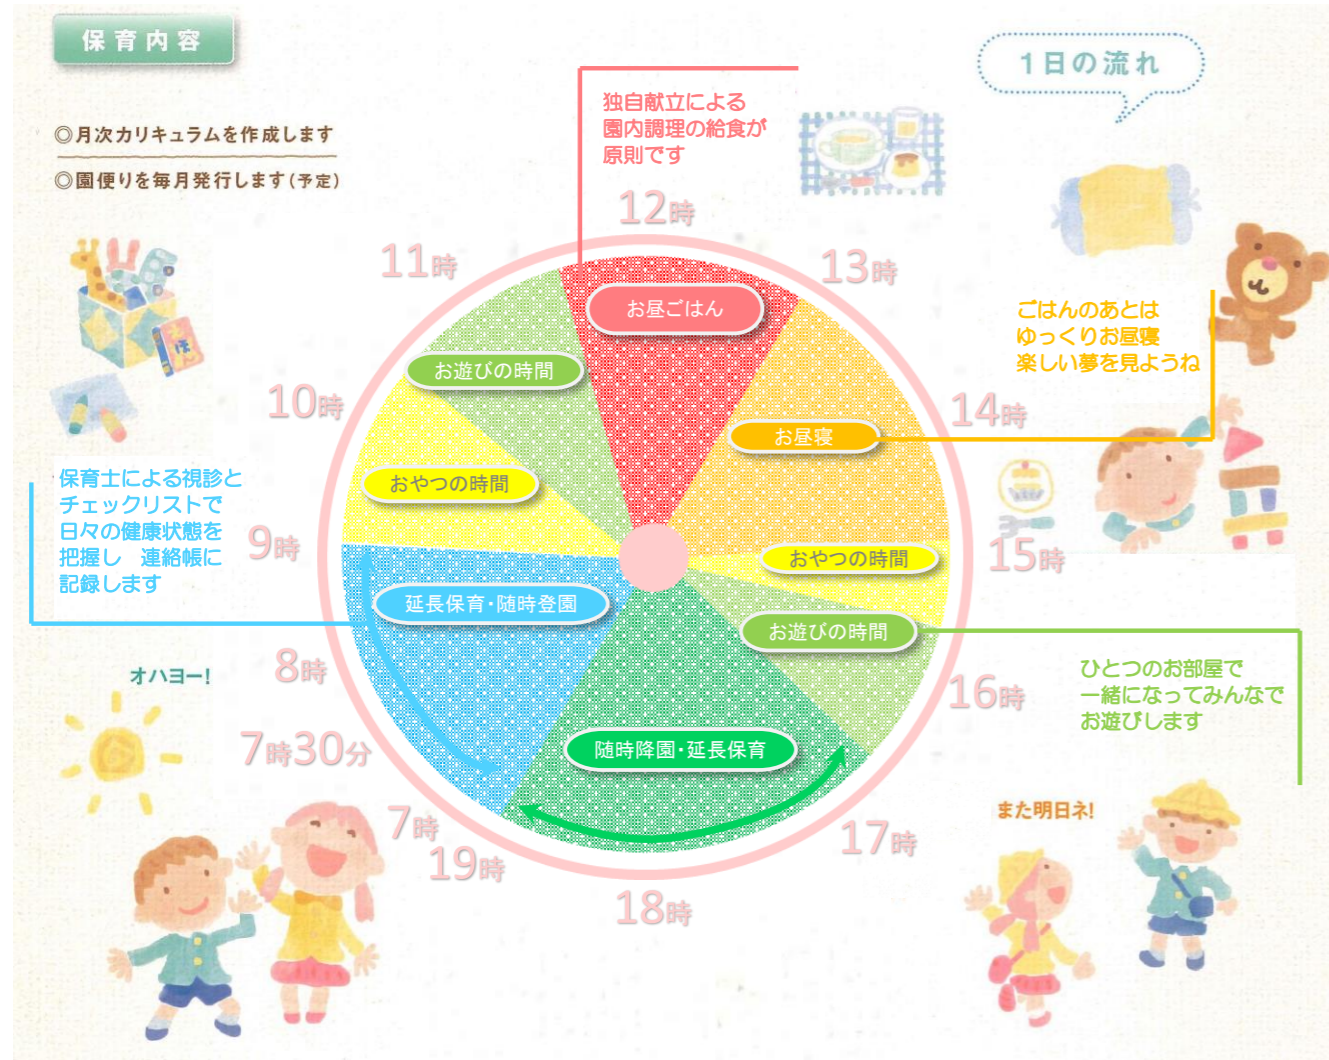 保育内容
1日の流れ
◎月次カリキュラムを作成します
◎園便りを毎月発行します(予定)
独自献立による
園内調理の給食が
原則です
12時
11時
13時
お昼ごはん
ごはんのあとは
ゆっくりお昼寝
楽しい夢を見ようね
えほん
お遊びの時間
10時
14時
お昼寝
保育士による視診と
チェックリストで
日々の健康状態を
把握し　連絡帳に
記録します
おやつの時間
9時
15時
おやつの時間
延長保育・随時登園
お遊びの時間
ひとつのお部屋で
一緒になってみんなで
お遊びします
オハヨー!
8時
16時
7時30分
随時降園・延長保育
また明日ネ!
7時
17時
19時
18時